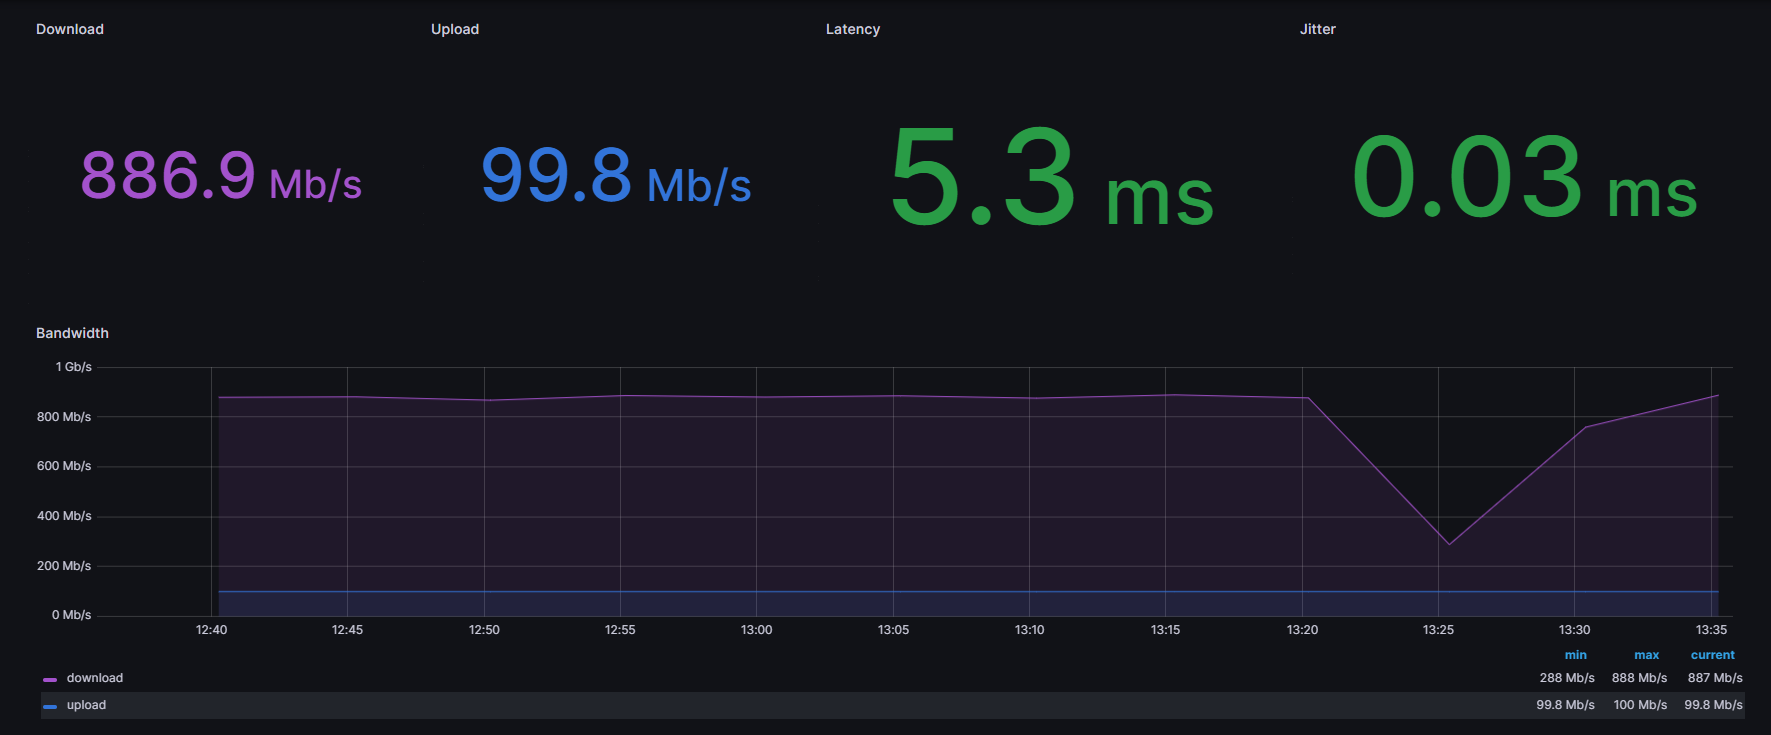 Download Upload Latency Jitter
886.9 Mb/s 99.8 Mb/s 5.3 ms 0.03 ms
Bandwidth
1 Gb/s
800 Mb/s
600 Mb/s
400 Mb/s
200 Mb/s
0 Mb/s
12:40 12:45 12:50 12:55 13:00 13:05 13:10 13:15 13:20 13:25 13:30 13:35
min max current
download 288 Mb/s 888 Mb/s 887 Mb/s
upload 99.8 Mb/s 100 Mb/s 99.8 Mb/s